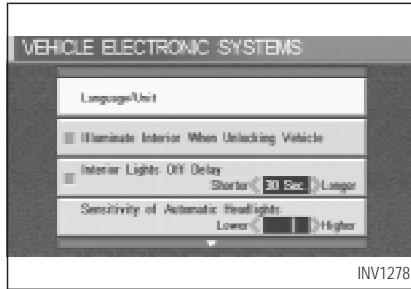 VEHICLE ELECTRONIC SYSTEMS
Language/Unit
Illuminate Interior When Unlocking Vehicle
Interior Lights Off Delay
Shorter 30 Sec. Longer
Sensitivity of Automatic Headlights
Lower Higher
INV1278